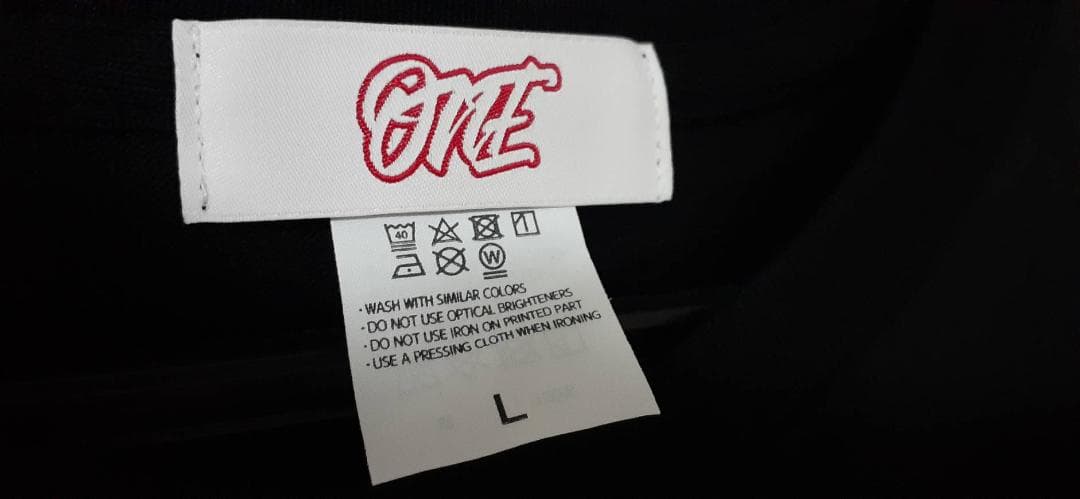 ONE
40
W
· WASH WITH SIMILAR COLORS
· DO NOT USE OPTICAL BRIGHTENERS
· DO NOT USE IRON ON PRINTED PART
· USE A PRESSING CLOTH WHEN IRONING
L